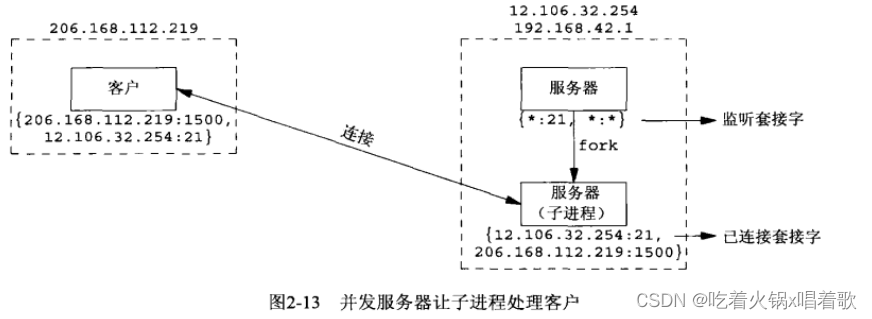 206.168.112.219
客户
{206.168.112.219:1500,
12.106.32.254:21}
连接
12.106.32.254
192.168.42.1
服务器
{*:21, *:*}
监听套接字
fork
服务器
(子进程)
{12.106.32.254:21,
206.168.112.219:1500}
已连接套接字
图2-13 并发服务器让子进程处理客户
CSDN @吃着火锅x唱着歌